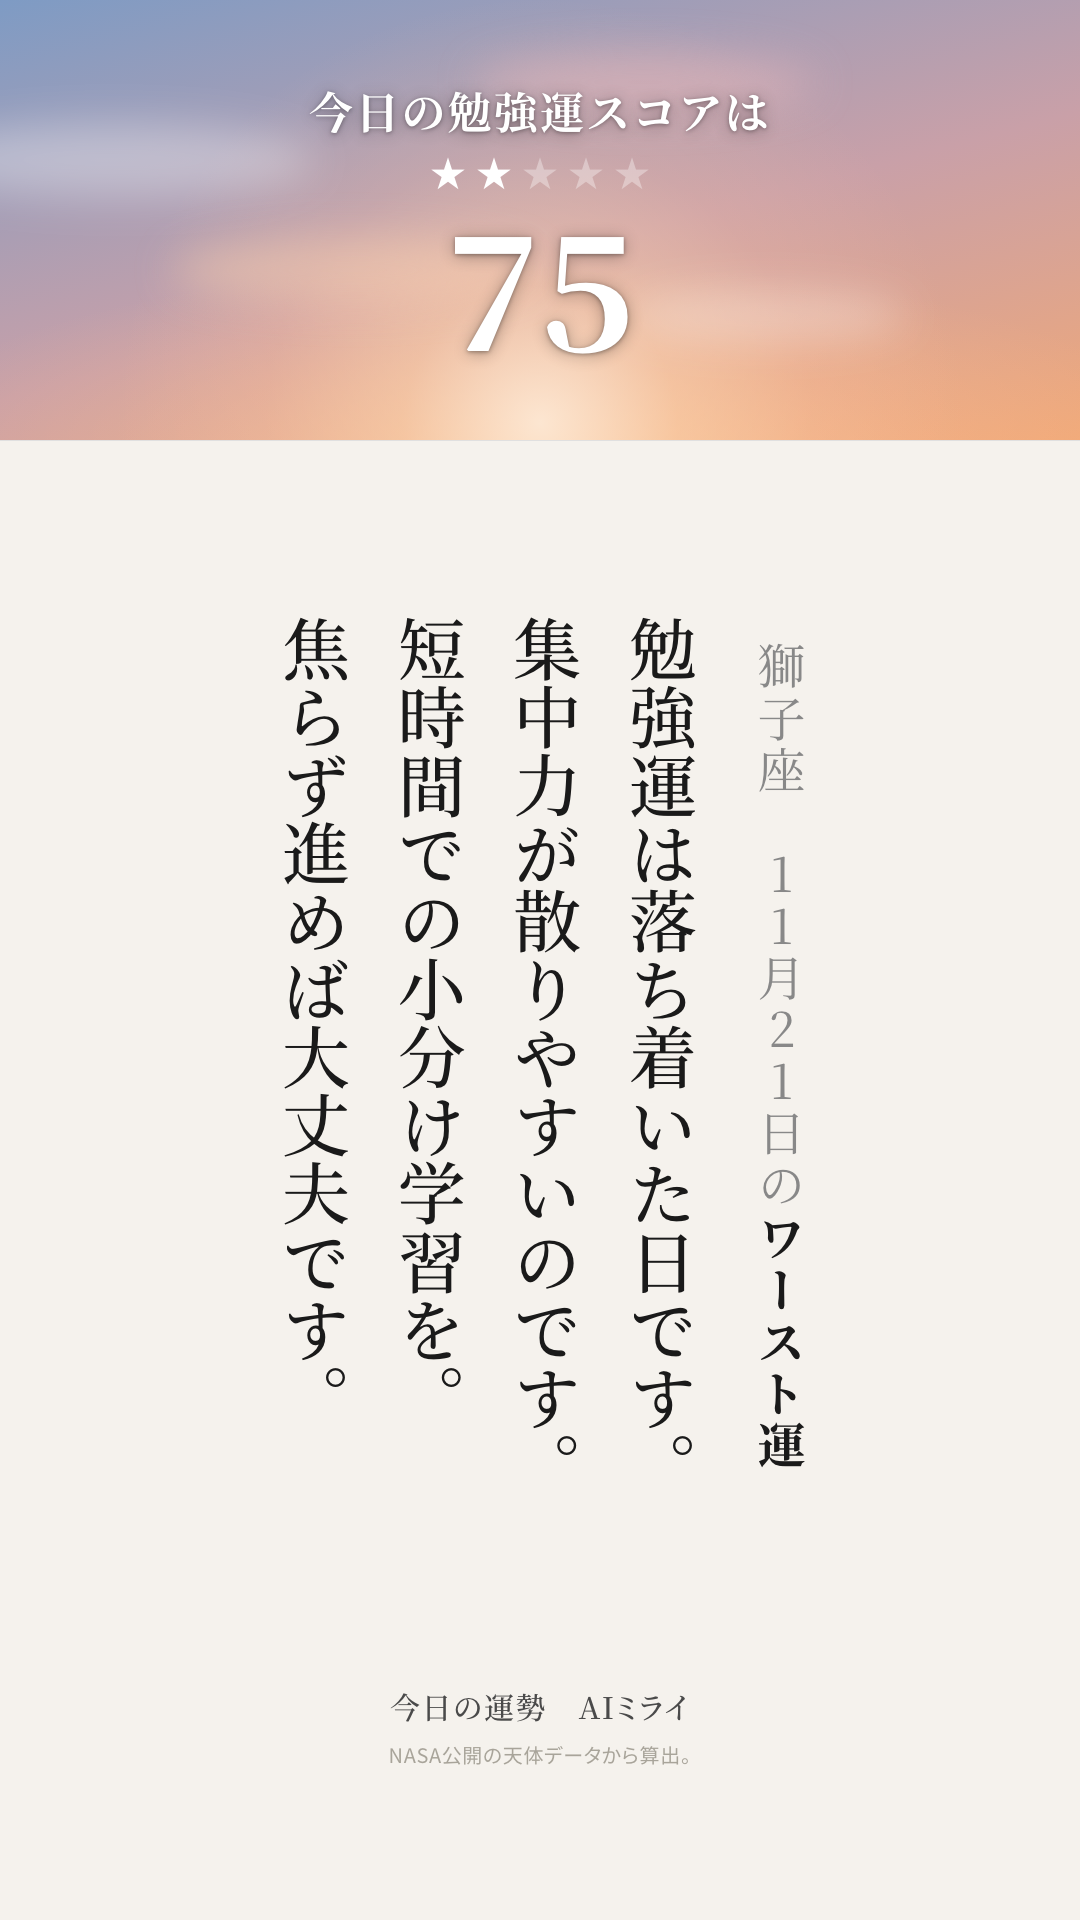 今日の勉強運スコアは
★★★★★
75
獅子座　11月21日のワースト運
勉強運は落ち着いた日です。
集中力が散りやすいのです。
短時間での小分け学習を。
焦らず進めば大丈夫です。
今日の運勢　AIミライ
NASA公開の天体データから算出。